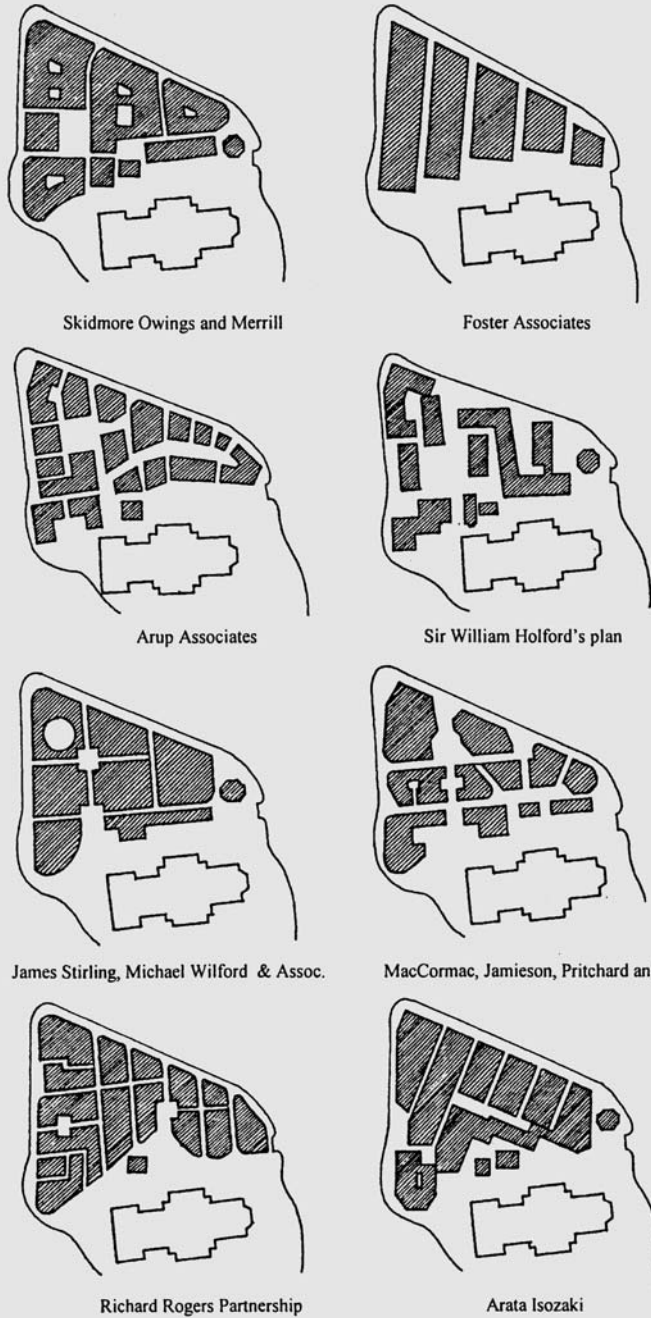 Skidmore Owings and Merrill
Foster Associates
Arup Associates
Sir William Holford's plan
James Stirling, Michael Wilford & Assoc.
MacCormac, Jamieson, Pritchard an
Richard Rogers Partnership
Arata Isozaki